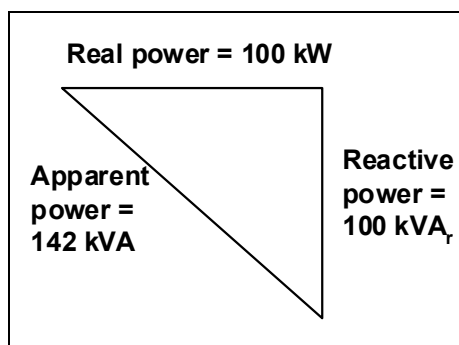 Real power = 100 kW
Apparent
power =
142 kVA
Reactive
power =
100 kVAr